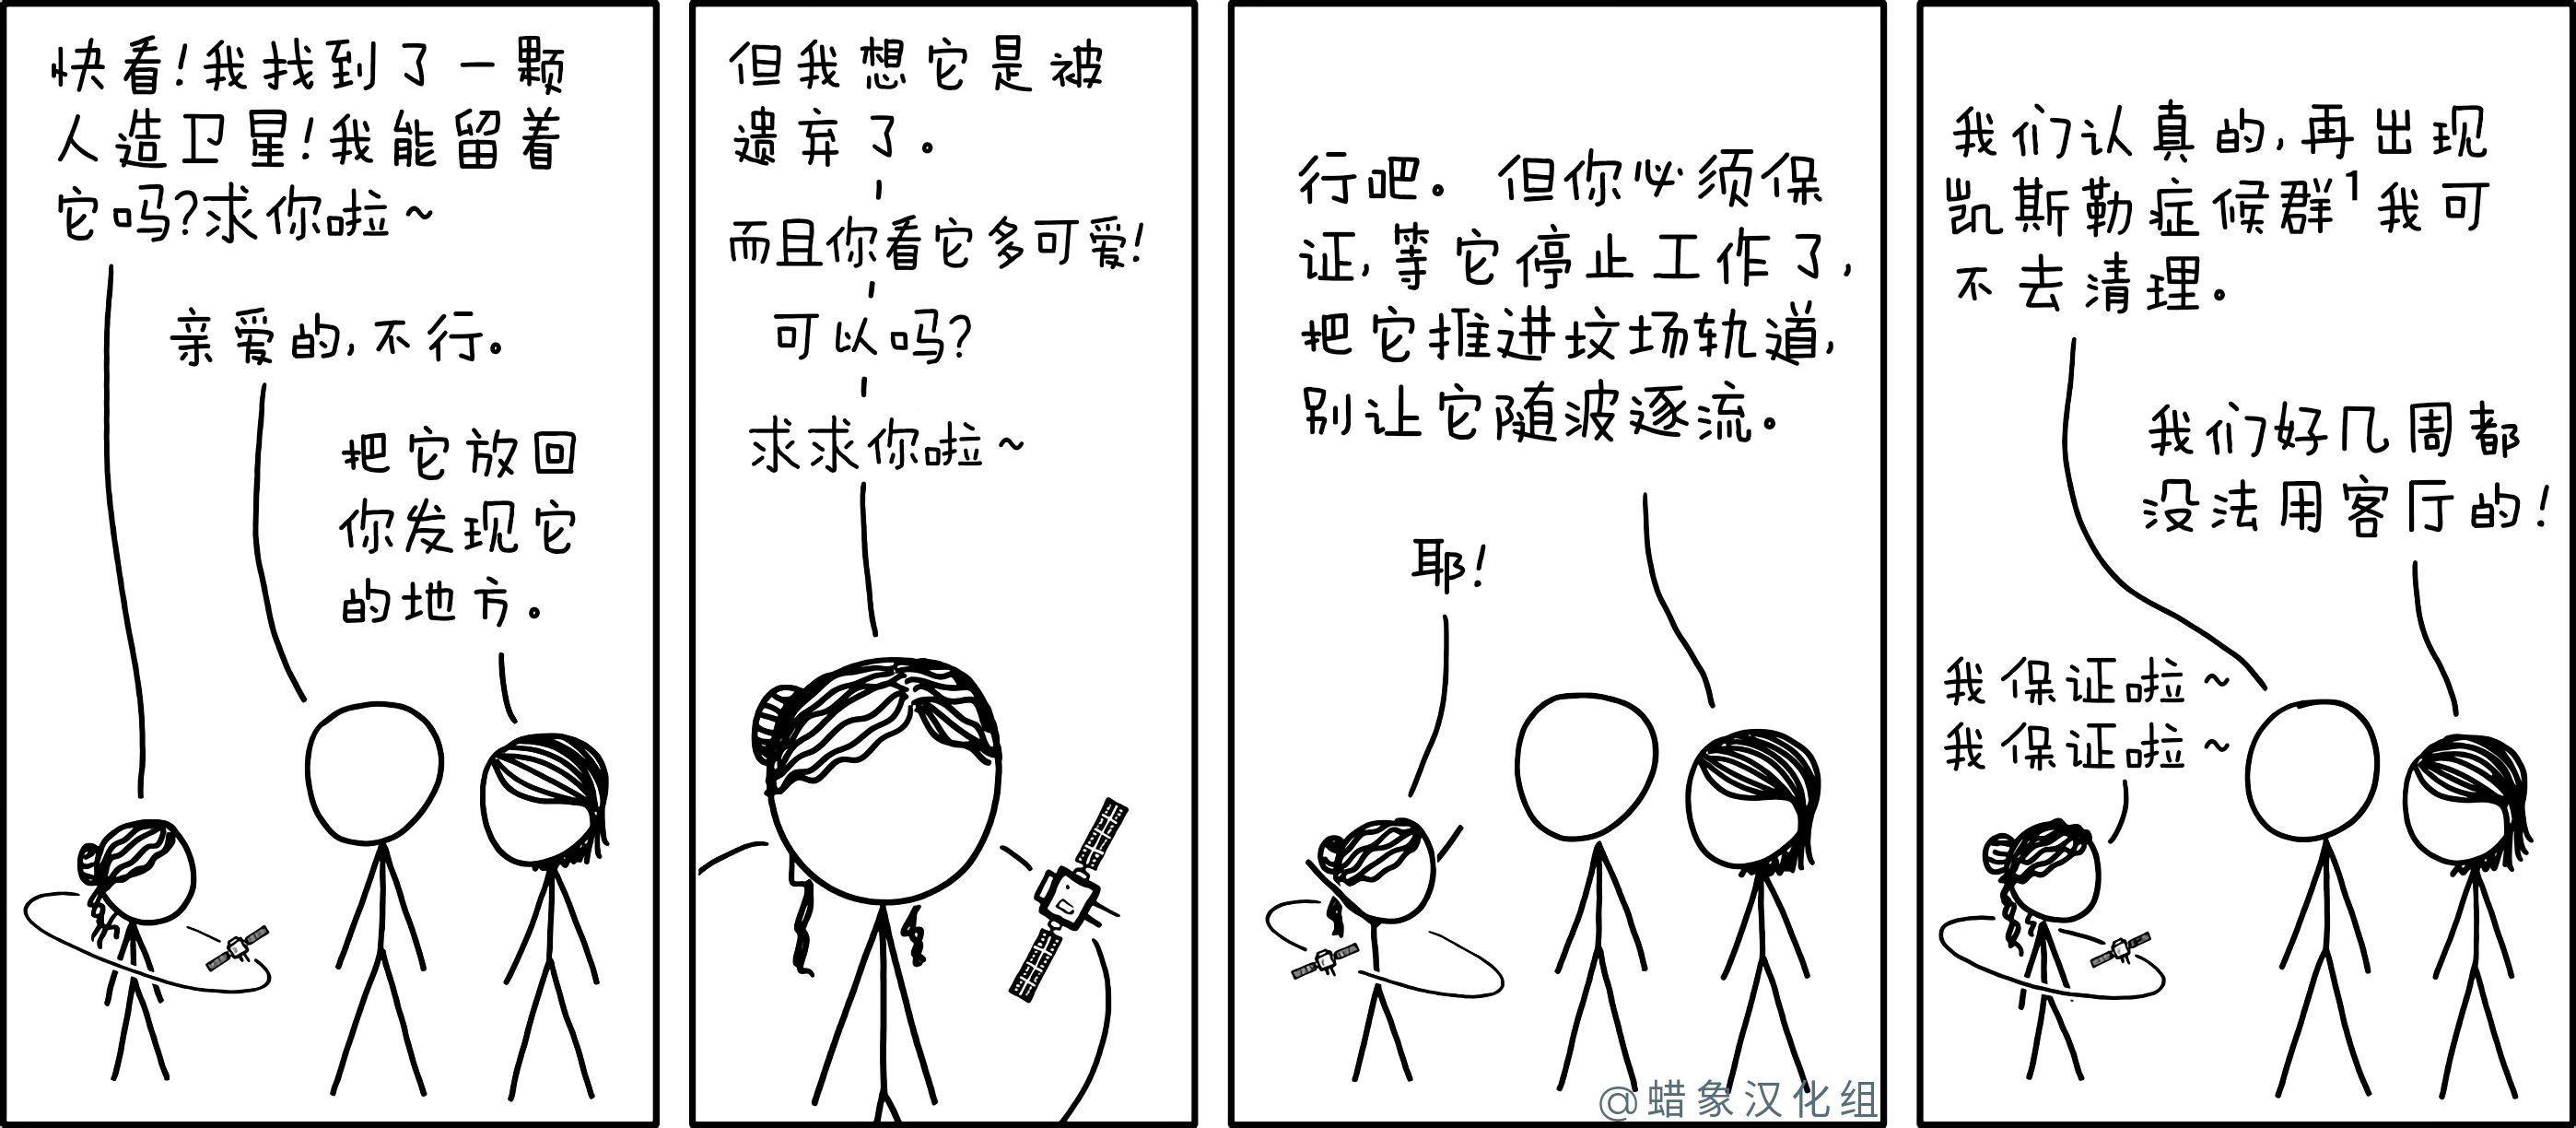 快看！我找到了一颗
人造卫星！我能留着
它吗？求你啦～
亲爱的，不行。
把它放回
你发现它
的地方。
但我想它是被
遗弃了。
而且你看它多可爱！
可以吗？
求求你啦～
行吧。但你必须保
证，等它停止工作了，
把它推进坟场轨道，
别让它随波逐流。
耶！
我们认真的，再出现
凯斯勒症候群¹我可
不去清理。
我们好几周都
没法用客厅的！
我保证啦～
我保证啦～
@蜡象汉化组